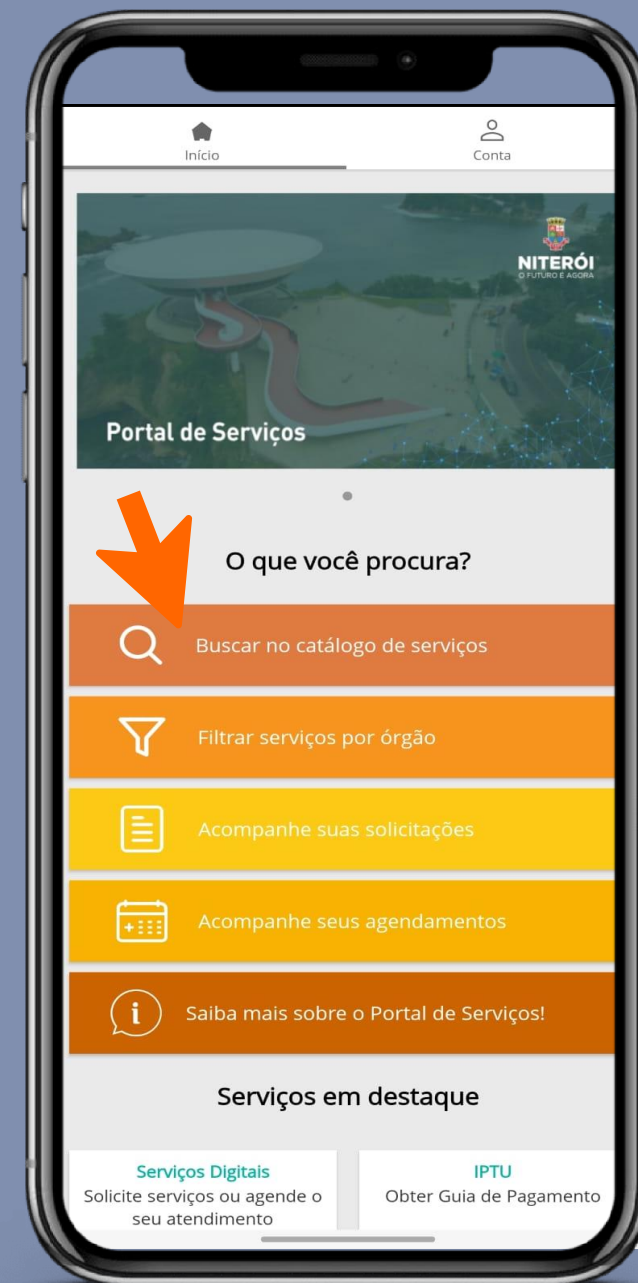 Início
Conta
NITERÓI
O FUTURO É AGORA
Portal de Serviços
O que você procura?
Buscar no catálogo de serviços
Filtrar serviços por órgão
Acompanhe suas solicitações
Acompanhe seus agendamentos
i
Saiba mais sobre o Portal de Serviços!
Serviços em destaque
Serviços Digitais
Solicite serviços ou agende o
seu atendimento
IPTU
Obter Guia de Pagamento